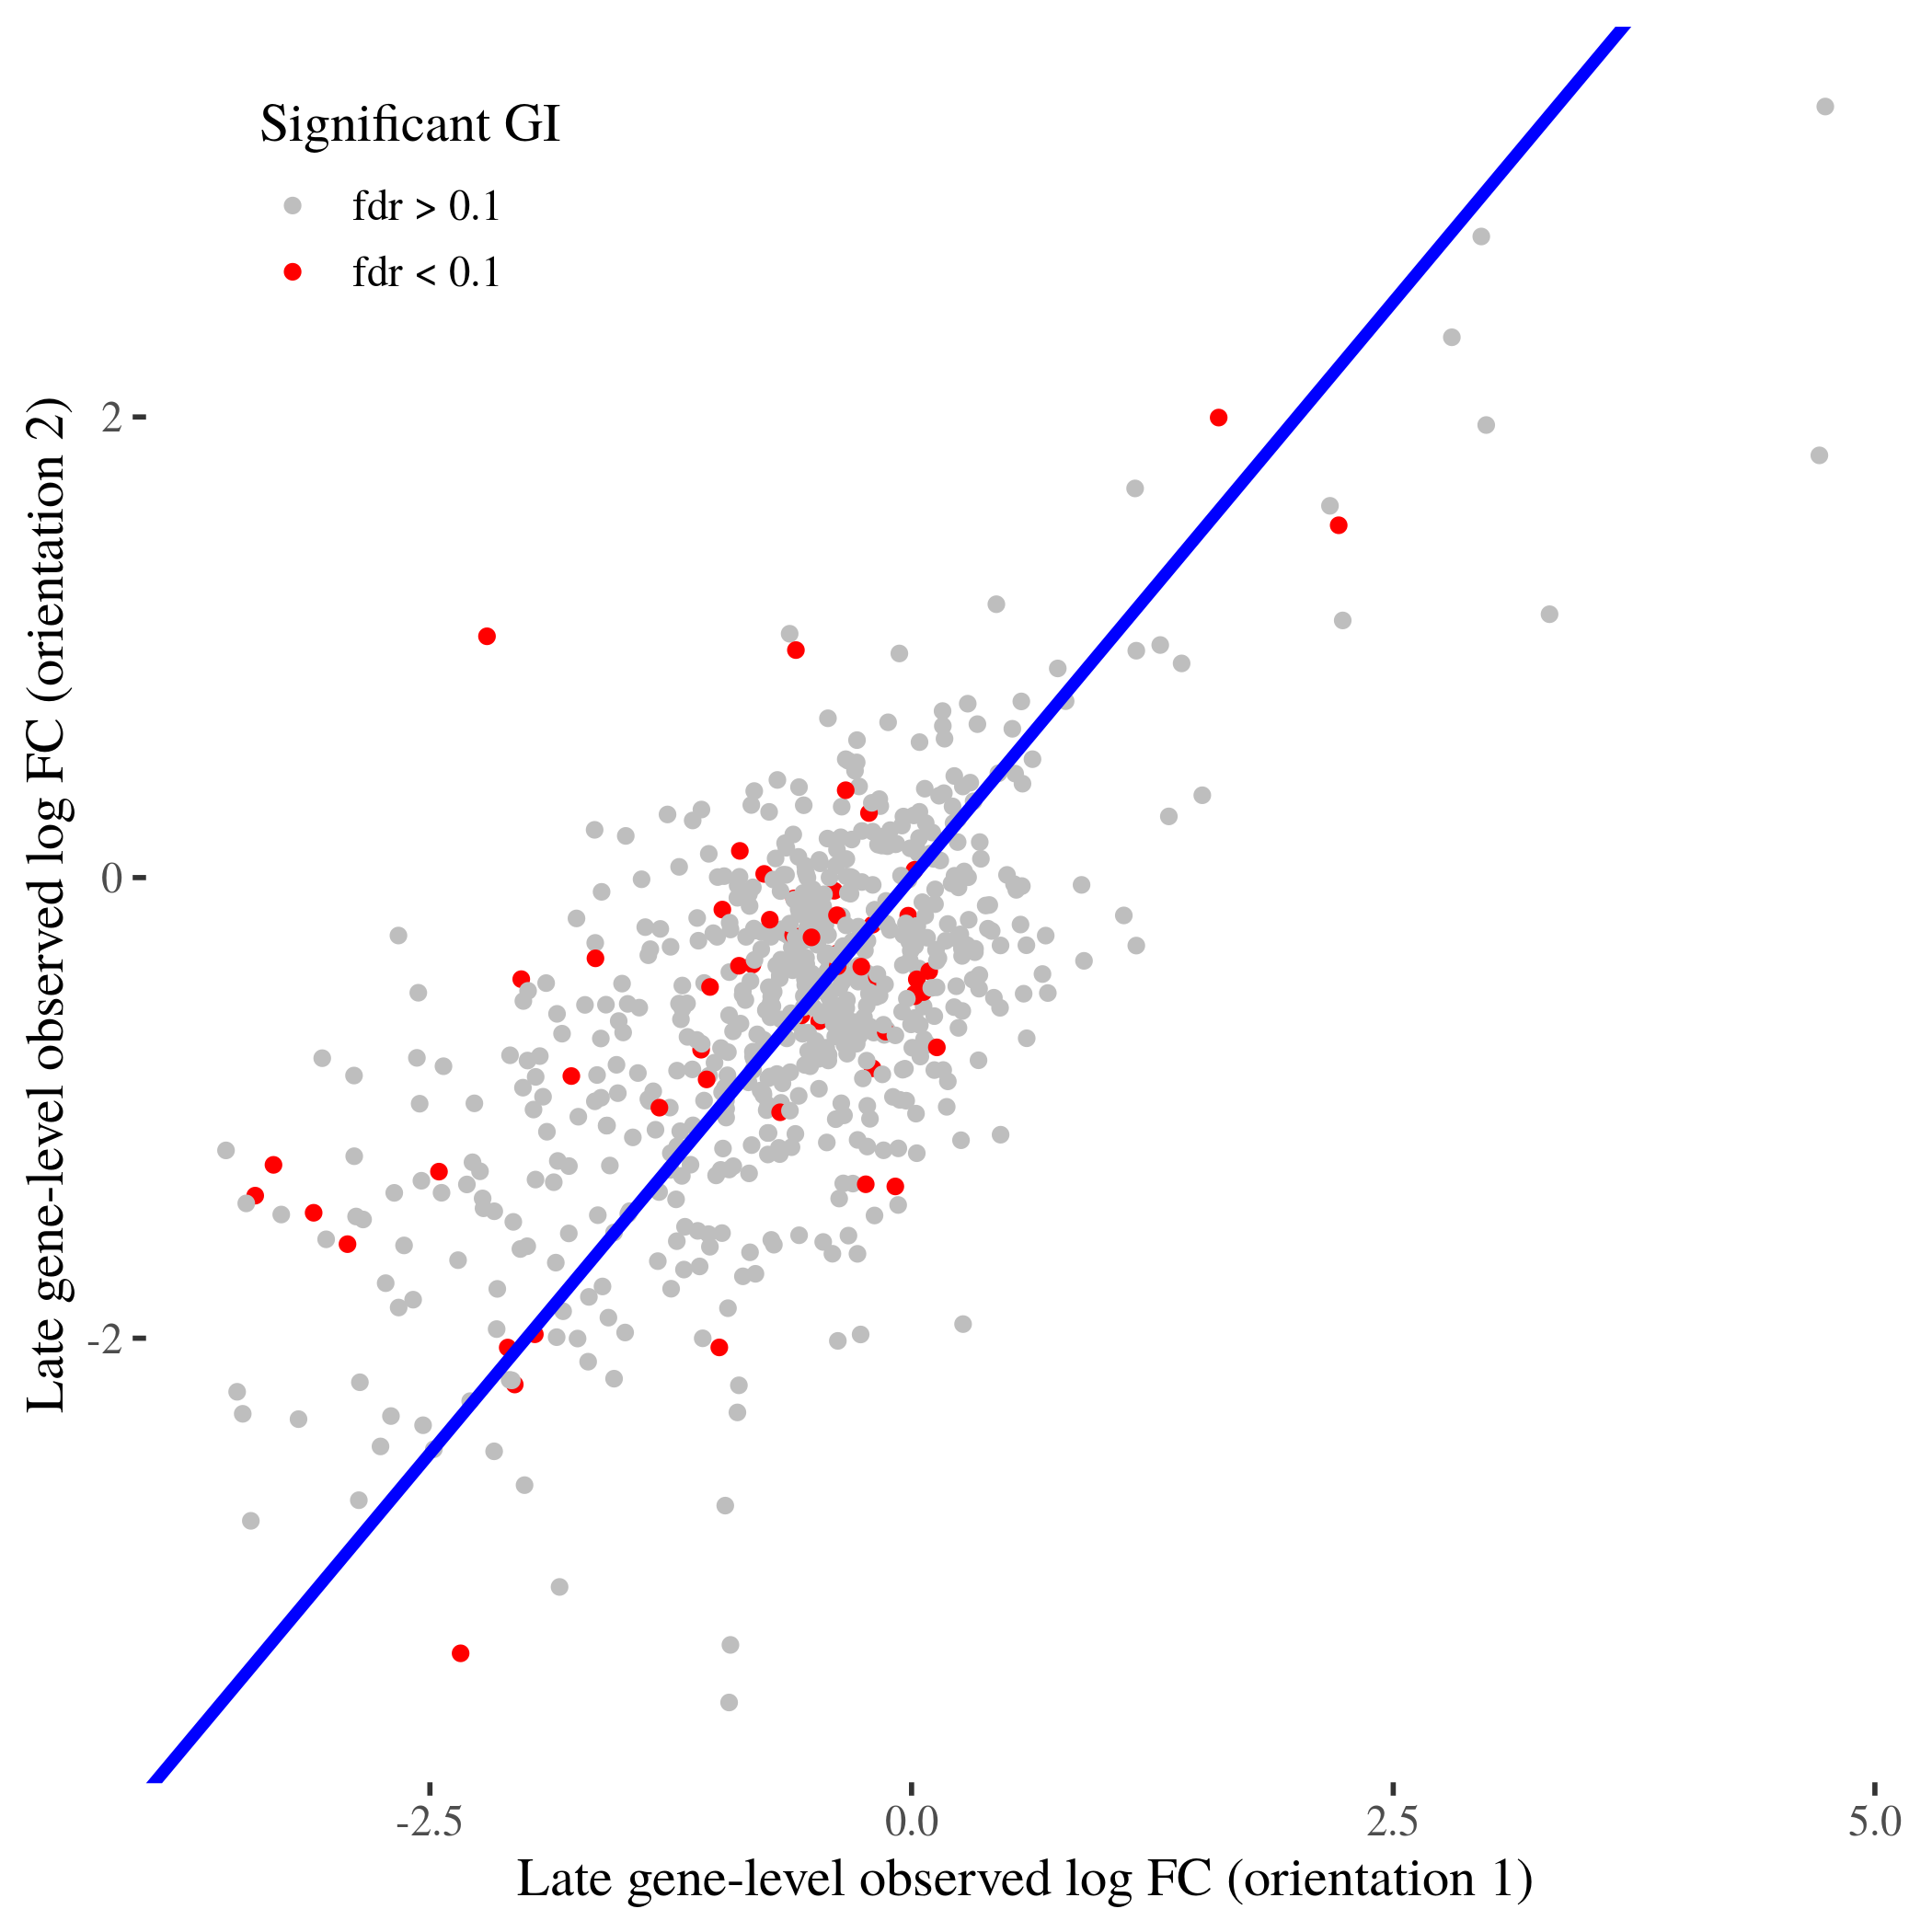 Significant GI
fdr > 0.1
fdr < 0.1
Late gene-level observed log FC (orientation 2)
2
0
-2
-2.5
0.0
2.5
5.0
Late gene-level observed log FC (orientation 1)